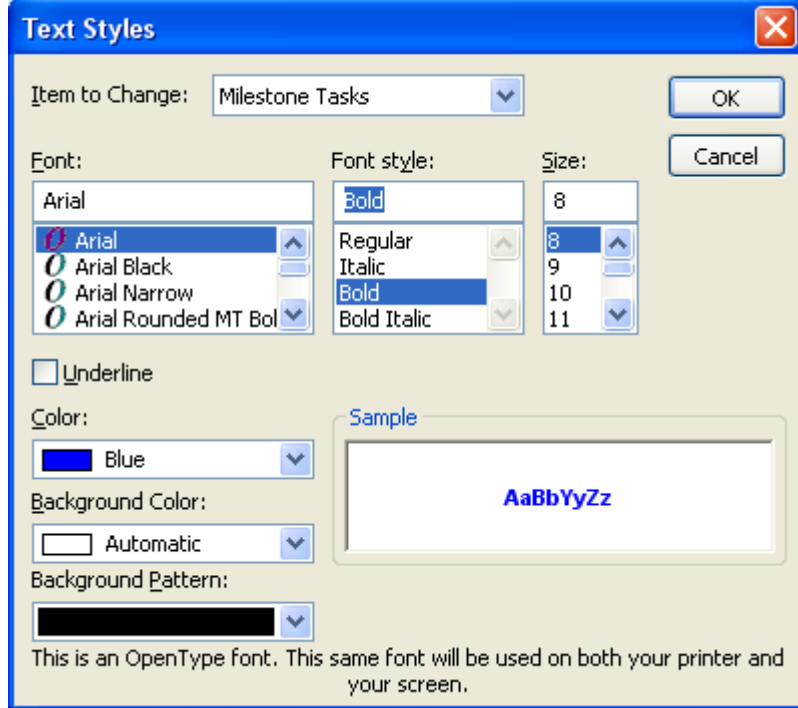 Text Styles
Item to Change: Milestone Tasks
OK
Cancel
Font: Font style: Size:
Arial Bold 8
Arial Regular 8
Arial Black Italic 9
Arial Narrow Bold 10
Arial Rounded MT Bol Bold Italic 11
Underline
Color:
Blue
Sample
AaBbYyZz
Background Color:
Automatic
Background Pattern:
This is an OpenType font. This same font will be used on both your printer and
your screen.